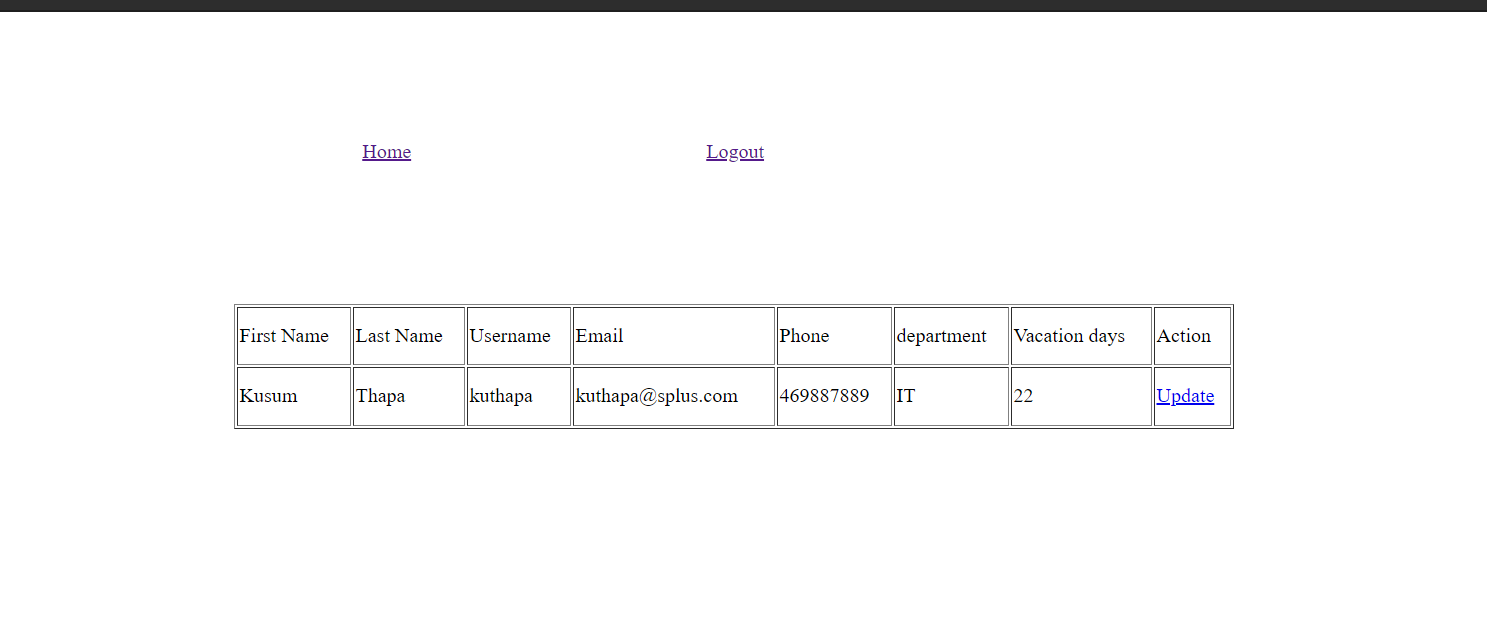 Home Logout
First Name Last Name Username Email Phone department Vacation days Action
Kusum Thapa kuthapa kuthapa@splus.com 469887889 IT 22 Update